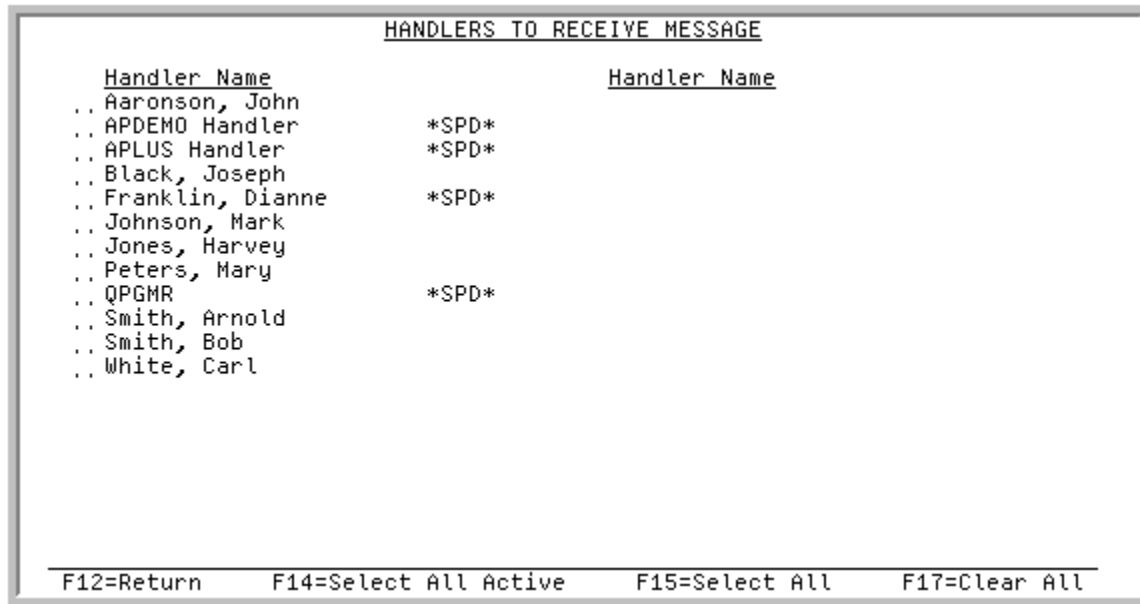 HANDLERS TO RECEIVE MESSAGE
Handler Name Handler Name
.. Aaronson, John
.. APDEMO Handler *SPD*
.. APLUS Handler *SPD*
.. Black, Joseph
.. Franklin, Dianne *SPD*
.. Johnson, Mark
.. Jones, Harvey
.. Peters, Mary
.. QPGMR *SPD*
.. Smith, Arnold
.. Smith, Bob
.. White, Carl
F12=Return F14=Select All Active F15=Select All F17=Clear All